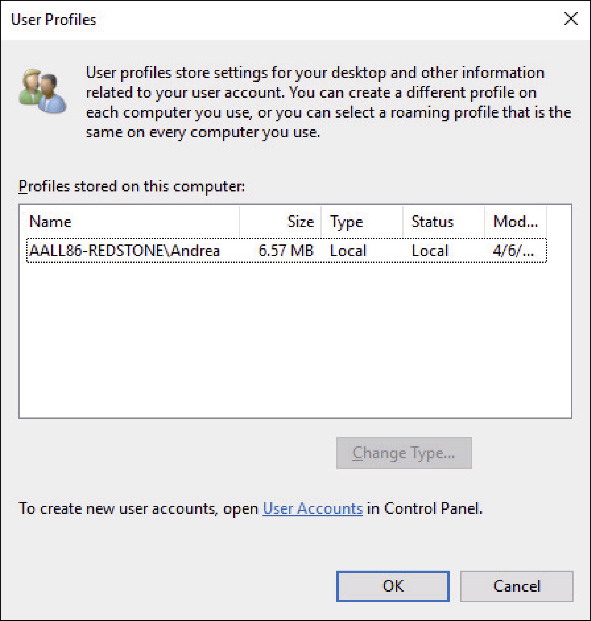 User Profiles
User profiles store settings for your desktop and other information
related to your user account. You can create a different profile on
each computer you use, or you can select a roaming profile that is the
same on every computer you use.
Profiles stored on this computer:
Name Size Type Status Mod...
AALL86-REDSTONE\Andrea 6.57 MB Local Local 4/6/...
Change Type...
To create new user accounts, open User Accounts in Control Panel.
OK Cancel